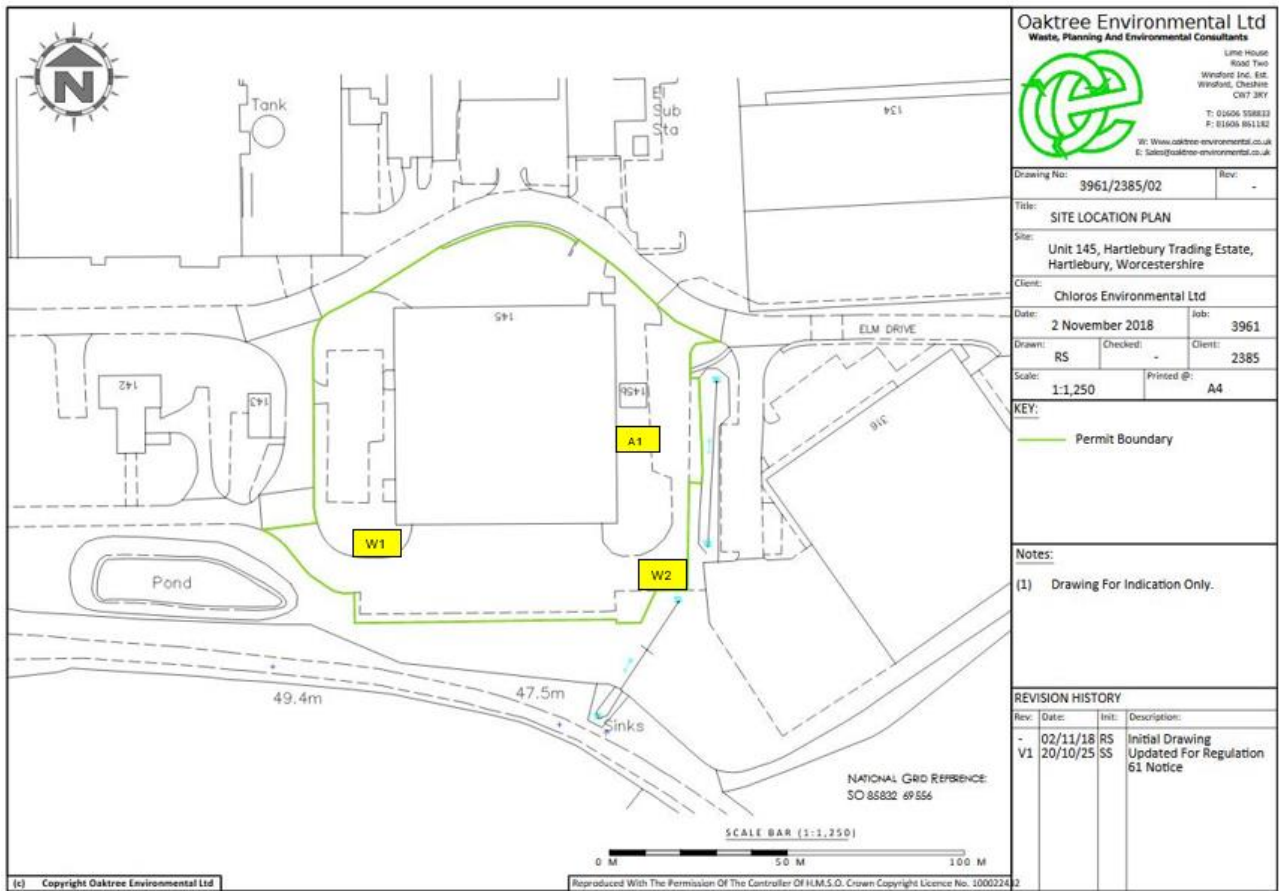 N
Tank
El
Sub
Sta
134
145
ELM DRIVE
142
143
145b
316
A1
W1
W2
Pond
49.4m
47.5m
Sinks
NATIONAL GRID REFERENCE:
SO 85832 69556
SCALE BAR (1:1,250)
0 M 50 M 100 M
(c) Copyright Oaktree Environmental Ltd
Reproduced With The Permission Of The Controller Of H.M.S.O. Crown Copyright Licence No.
Oaktree Environmental Ltd
Waste, Planning And Environmental Consultants
Lime House
Road Two
Winsford Ind. Est.
Winsford, Cheshire
CW7 3RY
T: 01606 558833
F: 01606 861182
W: Www.oaktree-environmental.co.uk
E: Sales@oaktree-environmental.co.uk
Drawing No: Rev:
3961/2385/02 -
Title:
SITE LOCATION PLAN
Site:
Unit 145, Hartlebury Trading Estate,
Hartlebury, Worcestershire
Client:
Chloros Environmental Ltd
Date: Job:
2 November 2018 3961
Drawn: Checked: Client:
RS - 2385
Scale: Printed @:
1:1,250 A4
KEY:
Permit Boundary
Notes:
(1) Drawing For Indication Only.
REVISION HISTORY
Rev: Date: Init: Description:
- 02/11/18 RS Initial Drawing
V1 20/10/25 SS Updated For Regulation
61 Notice